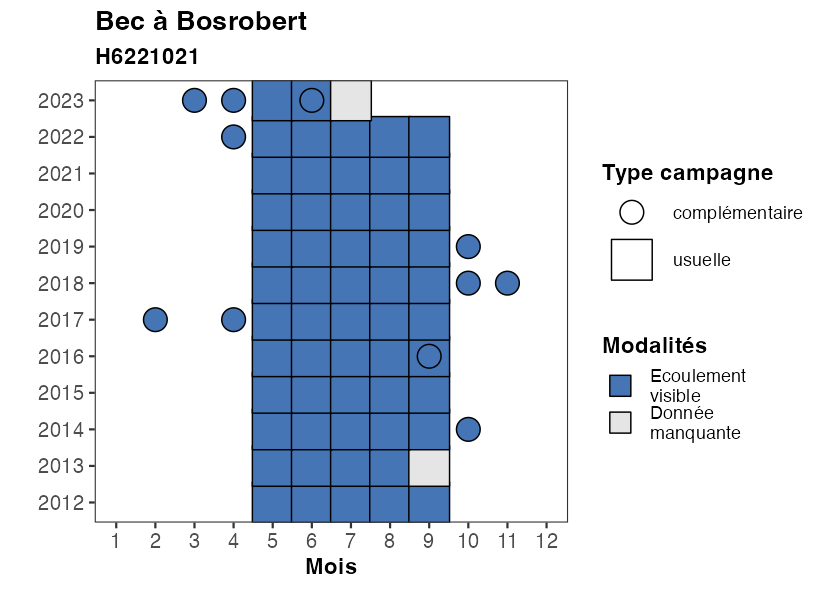 Bec à Bosrobert
H6221021
2023
2022
2021
2020
2019
2018
2017
2016
2015
2014
2013
2012
1 2 3 4 5 6 7 8 9 10 11 12
Mois
Type campagne
complémentaire
usuelle
Modalités
Ecoulement
visible
Donnée
manquante